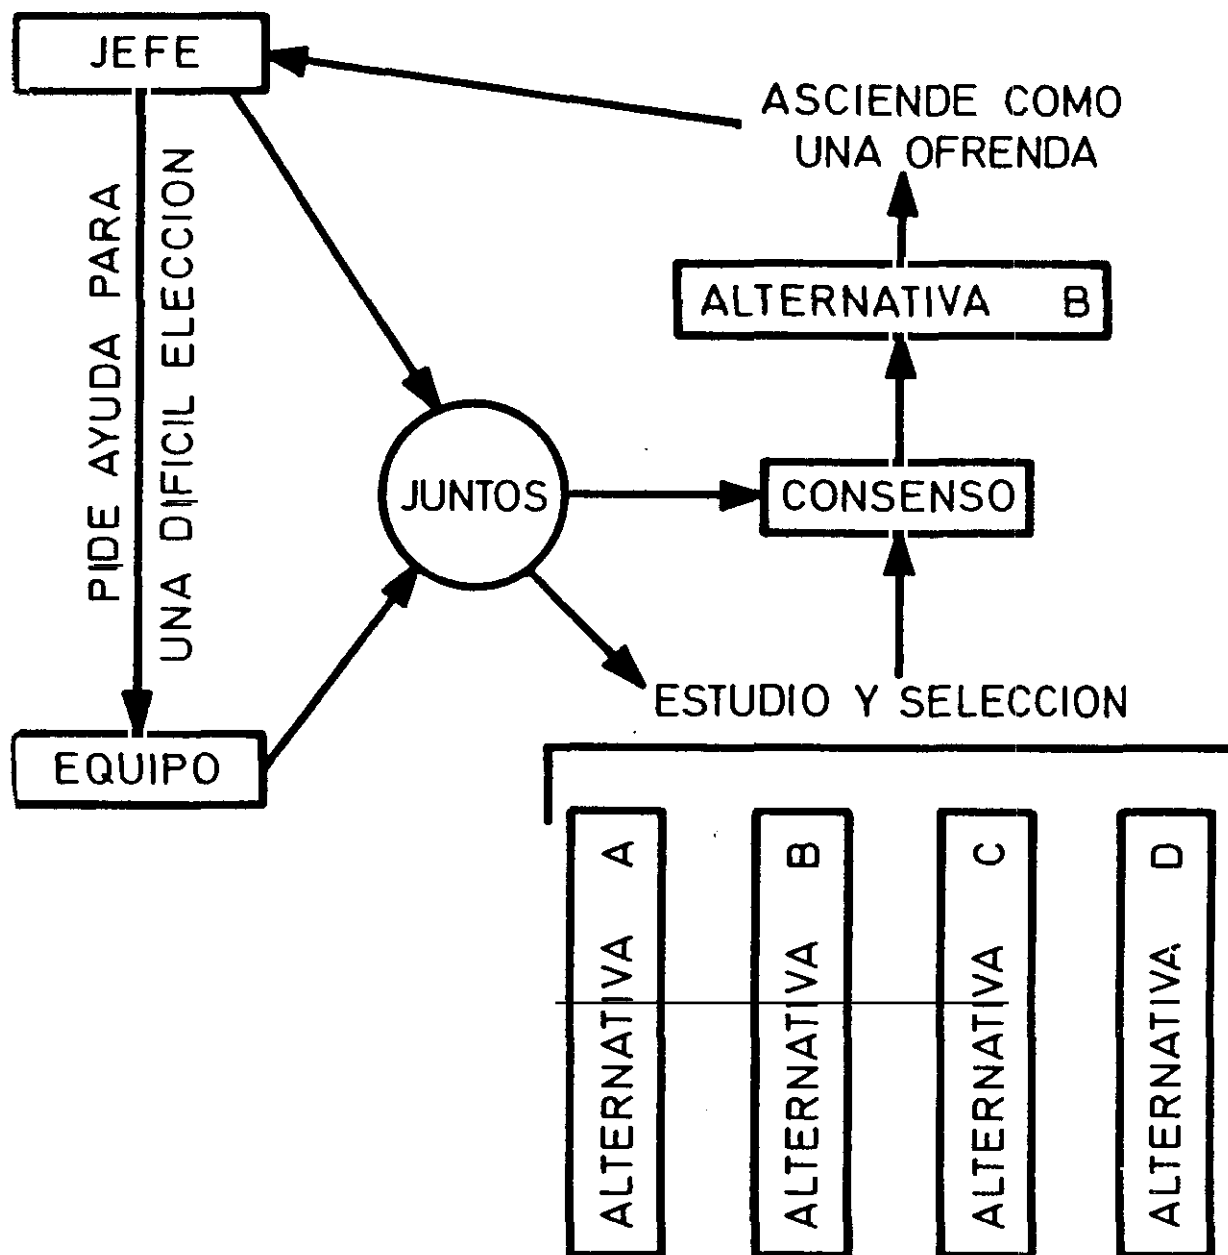 JEFE
ASCIENDE COMO
UNA OFRENDA
PIDE AYUDA PARA
UNA DIFICIL ELECCION
ALTERNATIVA B
JUNTOS
CONSENSO
ESTUDIO Y SELECCION
EQUIPO
ALTERNATIVA A
ALTERNATIVA B
ALTERNATIVA C
ALTERNATIVA D